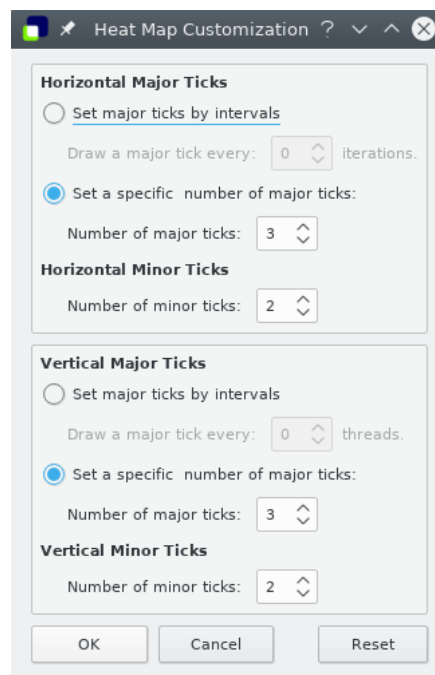 Heat Map Customization ?
Horizontal Major Ticks
Set major ticks by intervals
Draw a major tick every: 0 iterations.
Set a specific  number of major ticks:
Number of major ticks: 3
Horizontal Minor Ticks
Number of minor ticks: 2
Vertical Major Ticks
Set major ticks by intervals
Draw a major tick every: 0 threads.
Set a specific  number of major ticks:
Number of major ticks: 3
Vertical Minor Ticks
Number of minor ticks: 2
OK Cancel Reset